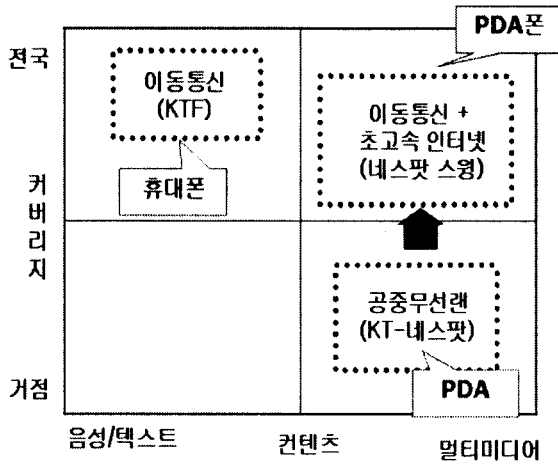 PDA폰
전국
이동통신
(KTF)
이동통신 +
초고속 인터넷
(네스팟 스윙)
휴대폰
커
버
리
지
공중무선랜
(KT-네스팟)
PDA
거점
음성/텍스트
컨텐츠
멀티미디어